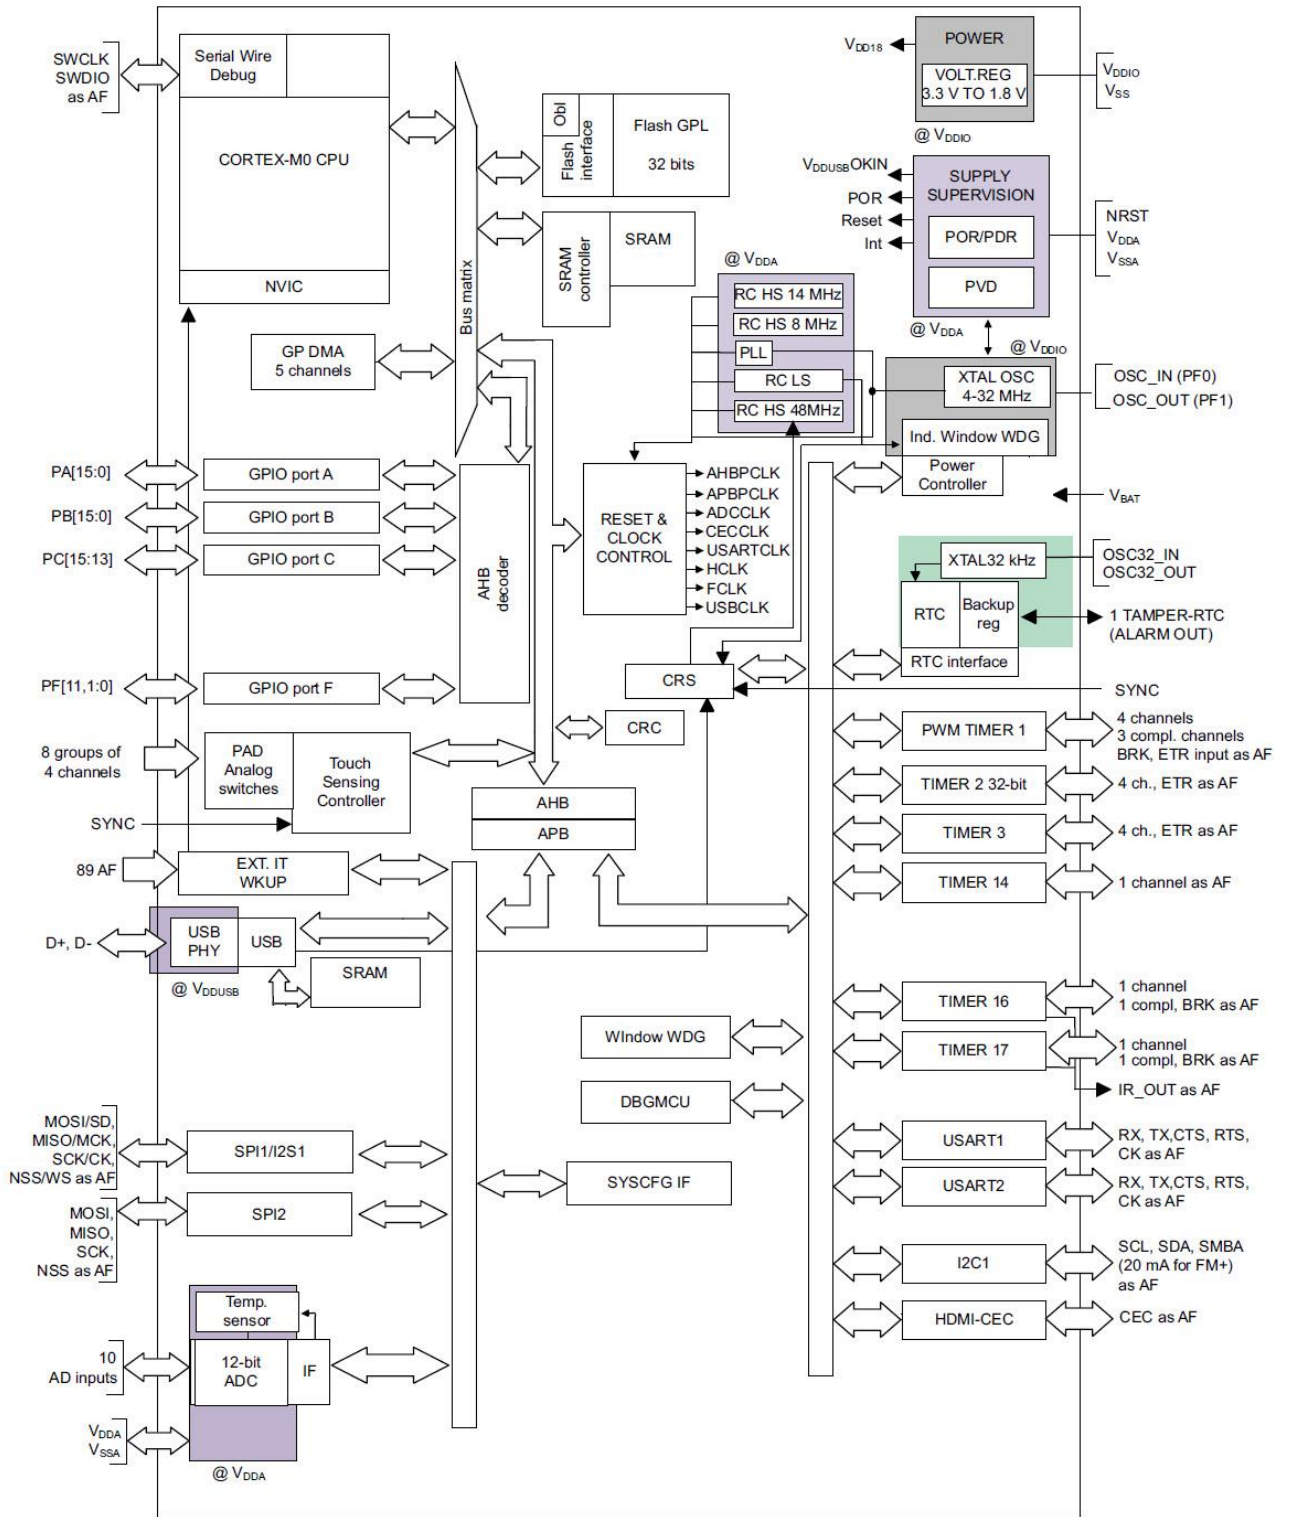 SWCLK
SWDIO
as AF
Serial Wire
Debug
CORTEX-M0 CPU
NVIC
Bus matrix
Obl
Flash
interface
Flash GPL
32 bits
SRAM
controller
SRAM
VDD18
POWER
VOLT.REG
3.3 V TO 1.8 V
VDDIO
VSS
@ VDDIO
VDDUSBOKIN
POR
Reset
Int
SUPPLY
SUPERVISION
POR/PDR
PVD
NRST
VDDA
VSSA
@ VDDA
@ VDDA
RC HS 14 MHz
RC HS 8 MHz
PLL
RC LS
RC HS 48MHz
@ VDDIO
XTAL OSC
4-32 MHz
Ind. Window WDG
Power
Controller
OSC_IN (PF0)
OSC_OUT (PF1)
VBAT
GP DMA
5 channels
PA[15:0]
GPIO port A
PB[15:0]
GPIO port B
PC[15:13]
GPIO port C
PF[11,1:0]
GPIO port F
AHB
decoder
RESET &
CLOCK
CONTROL
AHBPCLK
APBPCLK
ADCCLK
CECCLK
USARTCLK
HCLK
FCLK
USBCLK
XTAL32 kHz
OSC32_IN
OSC32_OUT
RTC
Backup
reg
RTC interface
1 TAMPER-RTC
(ALARM OUT)
CRS
SYNC
CRC
8 groups of
4 channels
PAD
Analog
switches
Touch
Sensing
Controller
SYNC
AHB
APB
89 AF
EXT. IT
WKUP
D+, D-
USB
PHY
USB
SRAM
@ VDDUSB
PWM TIMER 1
4 channels
3 compl. channels
BRK, ETR input as AF
TIMER 2 32-bit
4 ch., ETR as AF
TIMER 3
4 ch., ETR as AF
TIMER 14
1 channel as AF
TIMER 16
1 channel
1 compl, BRK as AF
TIMER 17
1 channel
1 compl, BRK as AF
IR_OUT as AF
WIndow WDG
DBGMCU
SYSCFG IF
MOSI/SD,
MISO/MCK,
SCK/CK,
NSS/WS as AF
SPI1/I2S1
MOSI,
MISO,
SCK,
NSS as AF
SPI2
USART1
RX, TX,CTS, RTS,
CK as AF
USART2
RX, TX,CTS, RTS,
CK as AF
I2C1
SCL, SDA, SMBA
(20 mA for FM+)
as AF
HDMI-CEC
CEC as AF
Temp.
sensor
10
AD inputs
12-bit
ADC
IF
VDDA
VSSA
@ VDDA